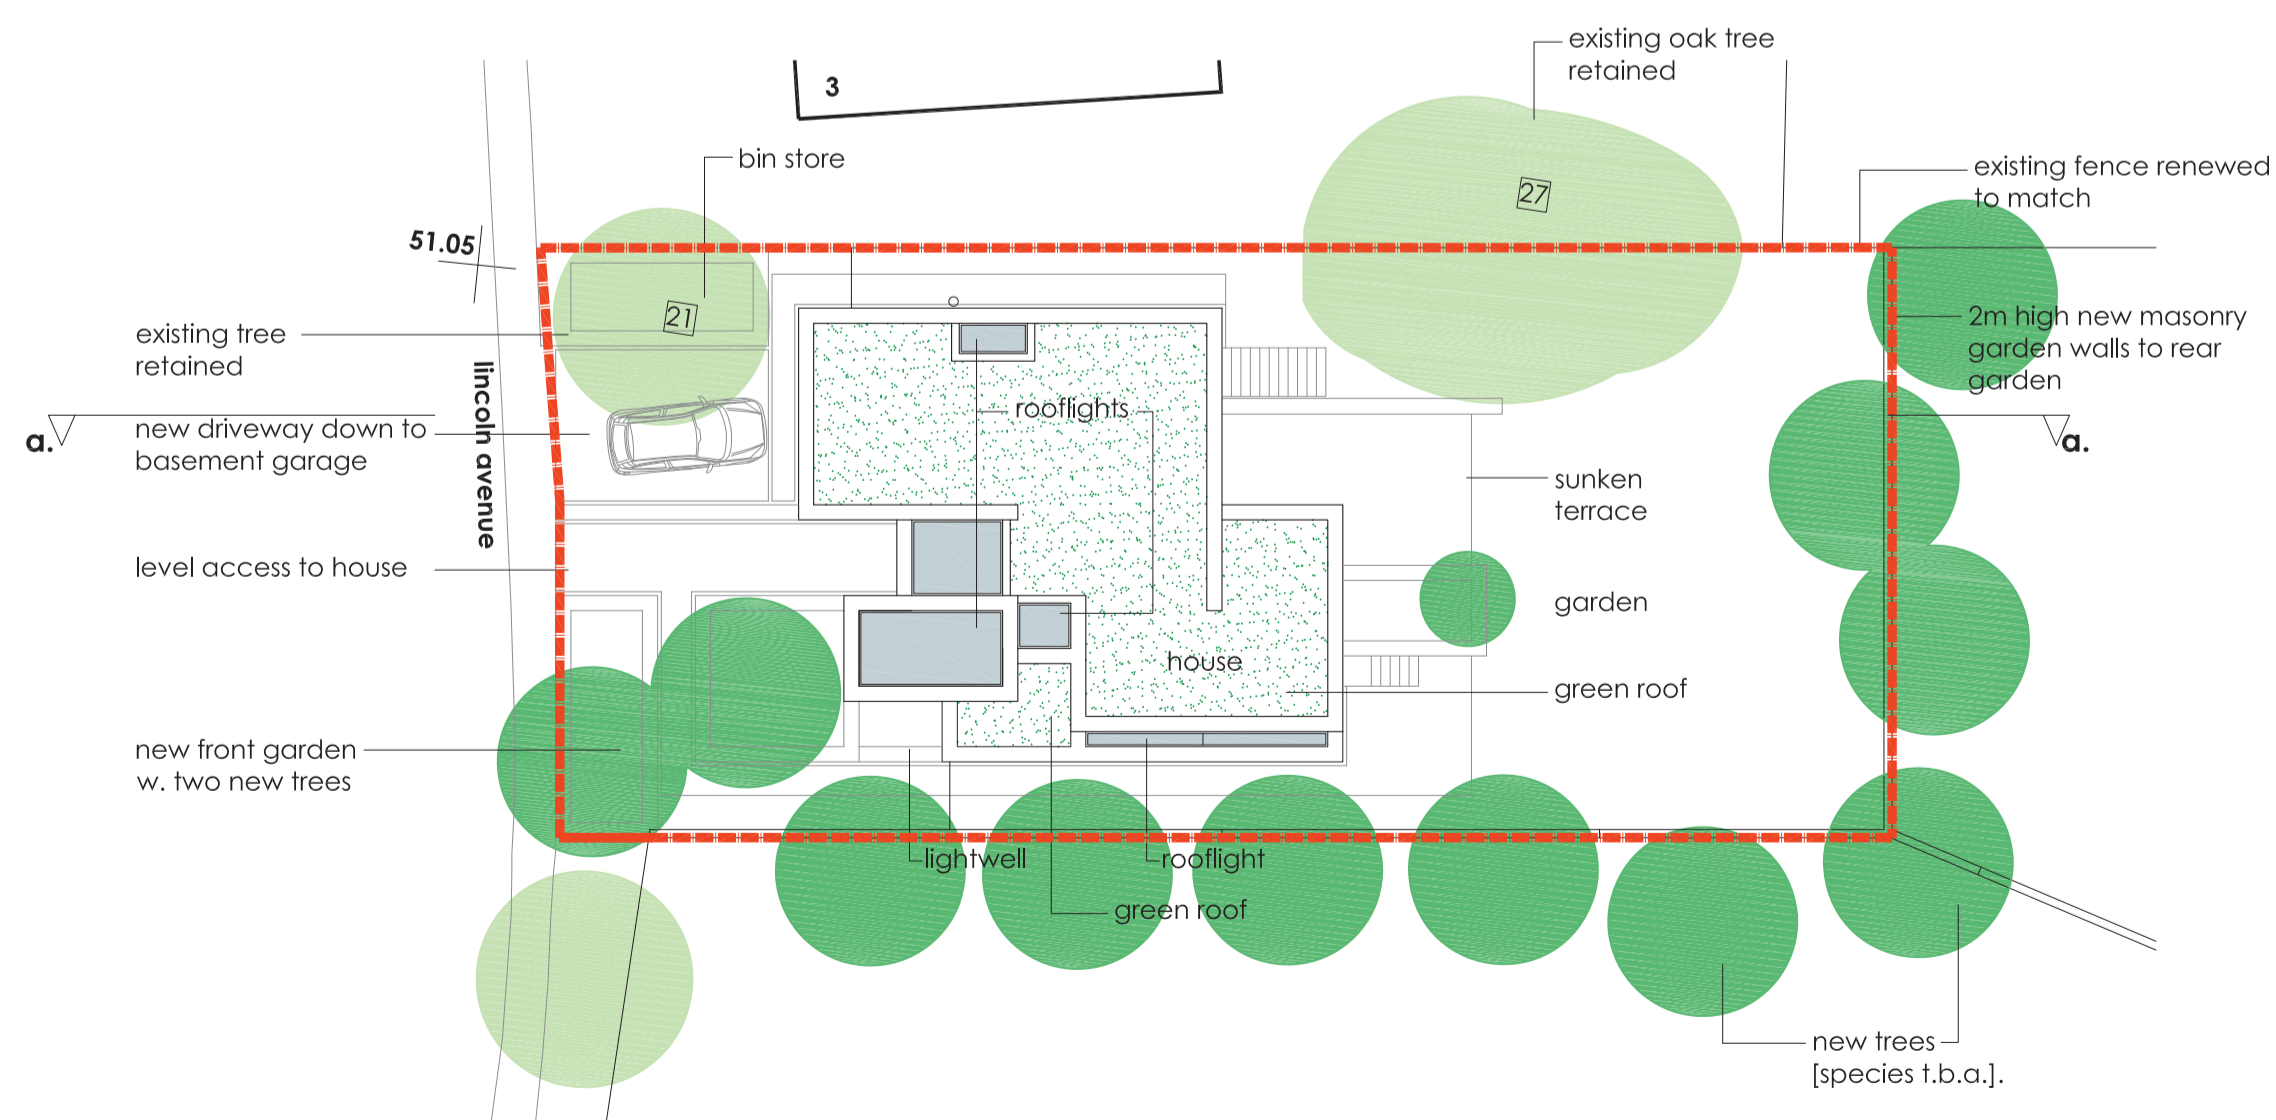 existing oak tree
retained
3
bin store
27
existing fence renewed
to match
51.05
21
2m high new masonry
garden walls to rear
garden
existing tree
retained
lincoln avenue
rooflights
new driveway down to
basement garage
a.
a.
sunken
terrace
level access to house
garden
house
green roof
new front garden
w. two new trees
lightwell
rooflight
green roof
new trees
[species t.b.a.].